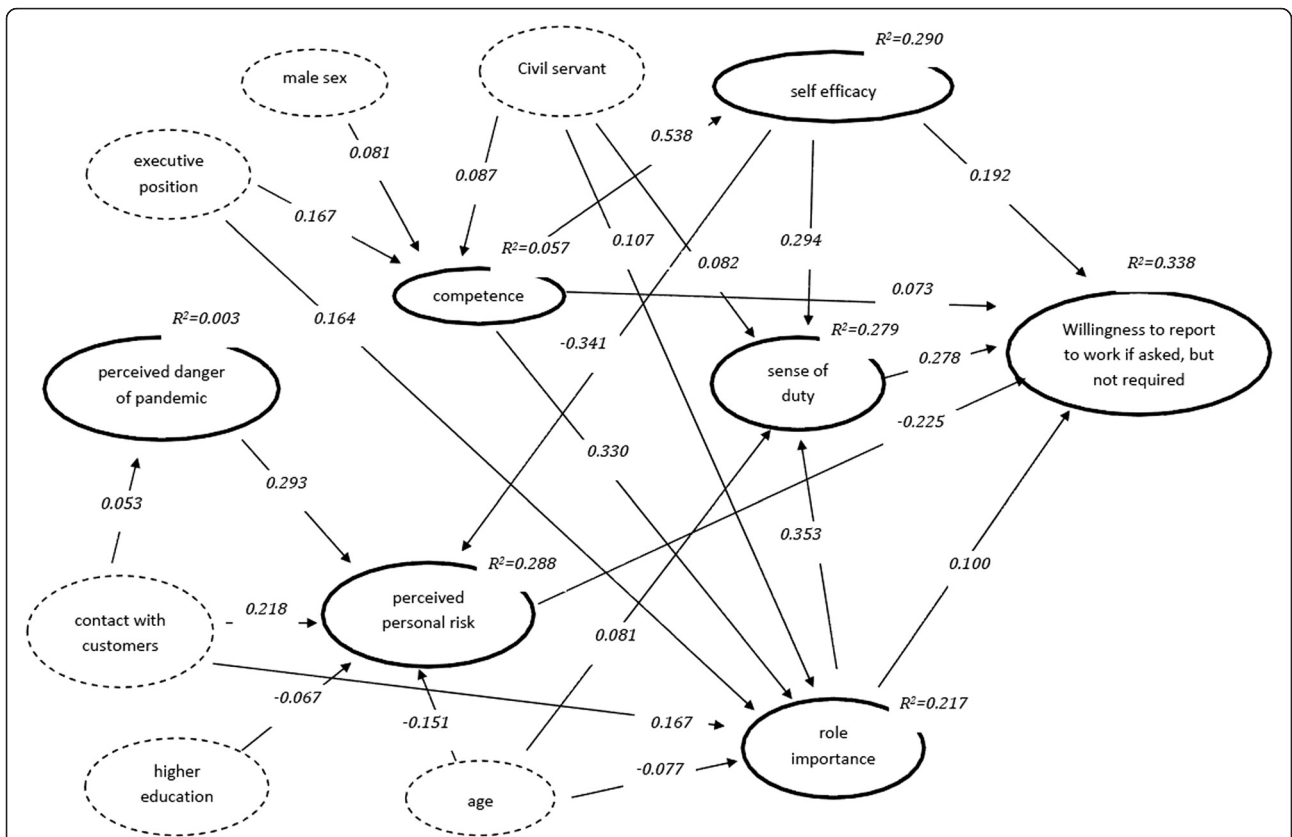 R²=0.290
male sex
Civil servant
self efficacy
0.081
0.538
executive
position
0.087
0.192
0.167
R²=0.057
0.107
0.294
0.082
R²=0.338
competence
0.073
R²=0.003
0.164
R²=0.279
Willingness to report
to work if asked, but
not required
-0.341
0.278
perceived danger
of pandemic
sense of
duty
-0.225
0.330
0.293
0.053
0.353
R²=0.288
0.100
perceived
personal risk
0.218
contact with
customers
0.081
-0.067
R²=0.217
-0.151
0.167
role
importance
-0.077
higher
education
age